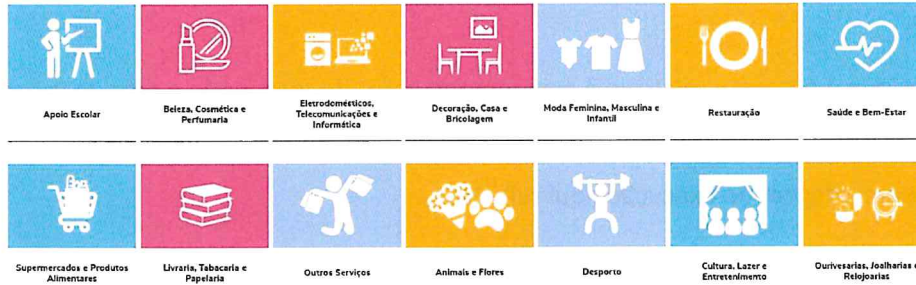 Apoio Escolar
Beleza, Cosmética e
Perfumaria
Eletrodomésticos,
Telecomunicações e
Informática
Decoração, Casa e
Bricolagem
Moda Feminina, Masculina e
Infantil
Restauração
Saúde e Bem-Estar
Supermercados e Produtos
Alimentares
Livraria, Tabacaria e
Papelaria
Outros Serviços
Animais e Flores
Desporto
Cultura, Lazer e
Entretenimento
Ourivesarias, Joalharias e
Relojoarias